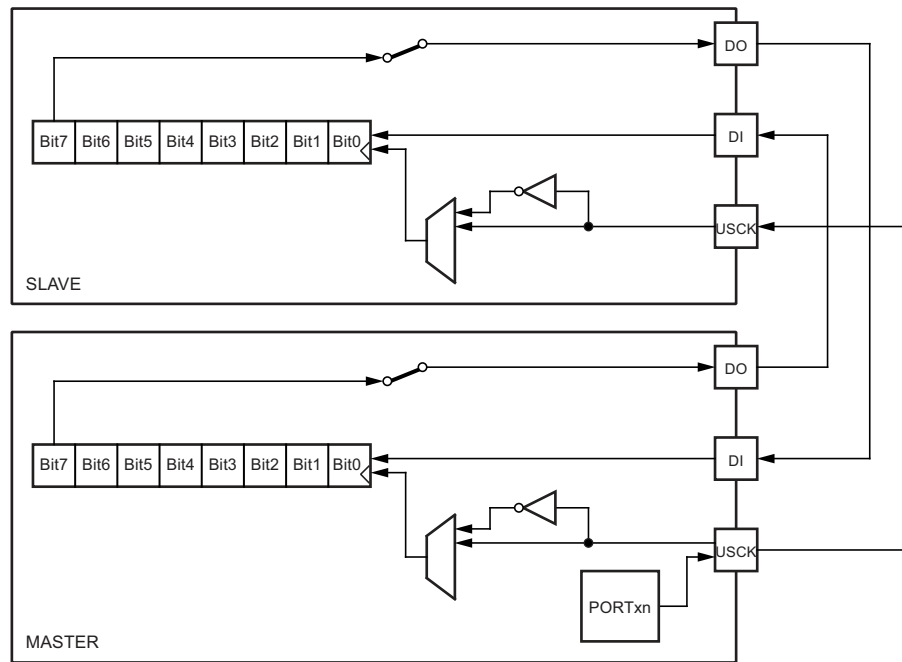 DO
Bit7 Bit6 Bit5 Bit4 Bit3 Bit2 Bit1 Bit0
DI
USCK
SLAVE
DO
Bit7 Bit6 Bit5 Bit4 Bit3 Bit2 Bit1 Bit0
DI
USCK
PORTxn
MASTER